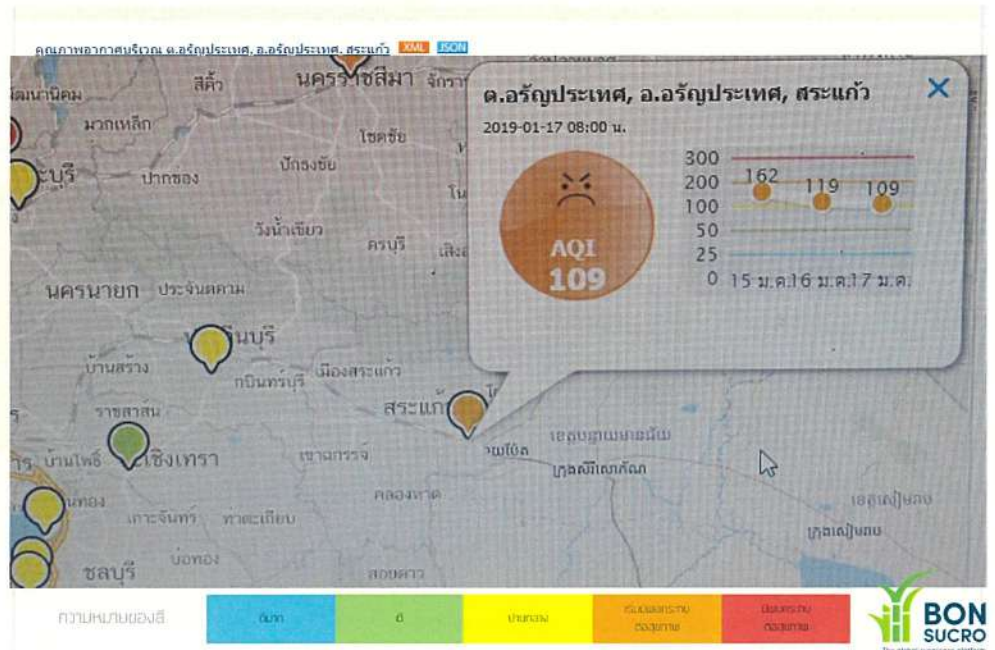 คุณภาพอากาศบริเวณ ต.อรัญประเทศ, อ.อรัญประเทศ, สระแก้ว XML JSON
สีคิ้ว
นครราชสีมา
มวกเหล็ก
โชคชัย
ปากช่อง
ปักธงชัย
วังน้ำเขียว
ครบุรี
นครนายก
ประจันตคาม
บ้านสร้าง
กบินทร์บุรี
เมืองสระแก้ว
สระแก้
ราชสาส์น
บ้านโพธิ์
เชิงเทรา
เขาฉกรรจ์
คลองหาด
เกาะจันทร์
ท่าตะเกียบ
ชลบุรี
บ่อทอง
สอยดาว
ต.อรัญประเทศ, อ.อรัญประเทศ, สระแก้ว
2019-01-17 08:00 น.
AQI
109
300
200
100
50
25
0
162
119
109
15 ม.ค.
16 ม.ค.
17 ม.ค.
ความหมายของสี
ดีมาก
ดี
ปานกลาง
เริ่มมีผลกระทบ
ต่อสุขภาพ
มีผลกระทบ
ต่อสุขภาพ
BON
SUCRO